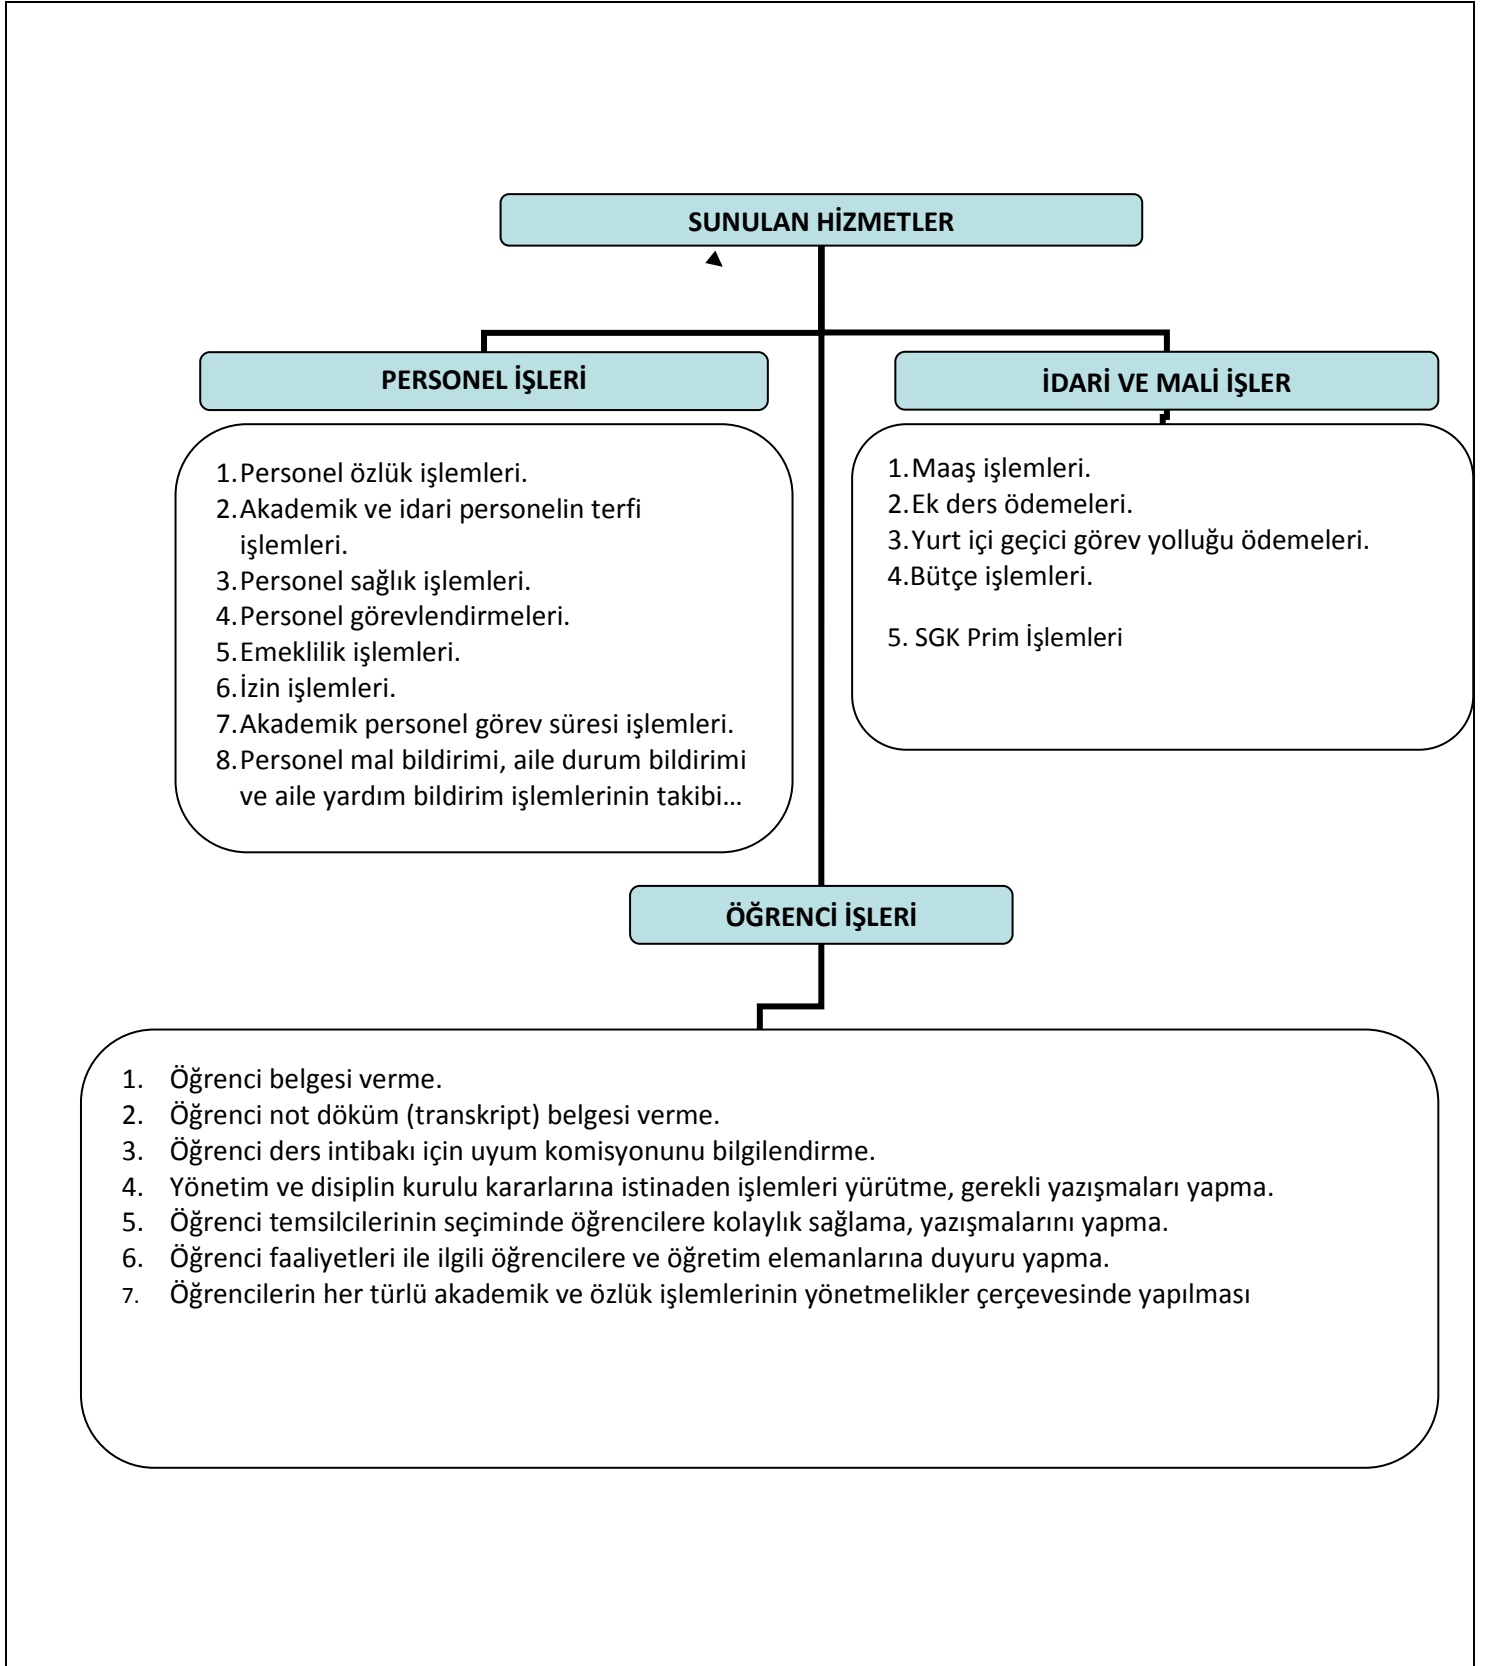 SUNULAN HİZMETLER
PERSONEL İŞLERİ
1.Personel özlük işlemleri.
2.Akademik ve idari personelin terfi
işlemleri.
3.Personel sağlık işlemleri.
4.Personel görevlendirmeleri.
5.Emeklilik işlemleri.
6.İzin işlemleri.
7.Akademik personel görev süresi işlemleri.
8.Personel mal bildirimi, aile durum bildirimi
ve aile yardım bildirim işlemlerinin takibi…
İDARİ VE MALİ İŞLER
1.Maaş işlemleri.
2.Ek ders ödemeleri.
3.Yurt içi geçici görev yolluğu ödemeleri.
4.Bütçe işlemleri.
5. SGK Prim İşlemleri
ÖĞRENCİ İŞLERİ
1. Öğrenci belgesi verme.
2. Öğrenci not döküm (transkript) belgesi verme.
3. Öğrenci ders intibakı için uyum komisyonunu bilgilendirme.
4. Yönetim ve disiplin kurulu kararlarına istinaden işlemleri yürütme, gerekli yazışmaları yapma.
5. Öğrenci temsilcilerinin seçiminde öğrencilere kolaylık sağlama, yazışmalarını yapma.
6. Öğrenci faaliyetleri ile ilgili öğrencilere ve öğretim elemanlarına duyuru yapma.
7. Öğrencilerin her türlü akademik ve özlük işlemlerinin yönetmelikler çerçevesinde yapılması